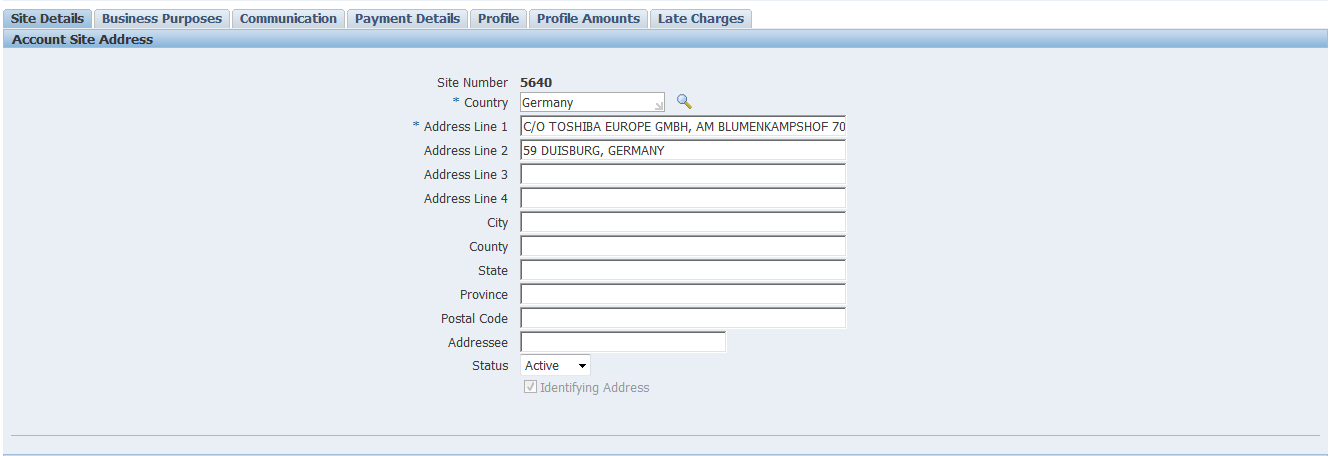 Site Details Business Purposes Communication Payment Details Profile Profile Amounts Late Charges
Account Site Address
Site Number 5640
* Country Germany
* Address Line 1 C/O TOSHIBA EUROPE GMBH, AM BLUMENKAMPSHOF 70
Address Line 2 59 DUISBURG, GERMANY
Address Line 3
Address Line 4
City
County
State
Province
Postal Code
Addressee
Status Active
Identifying Address